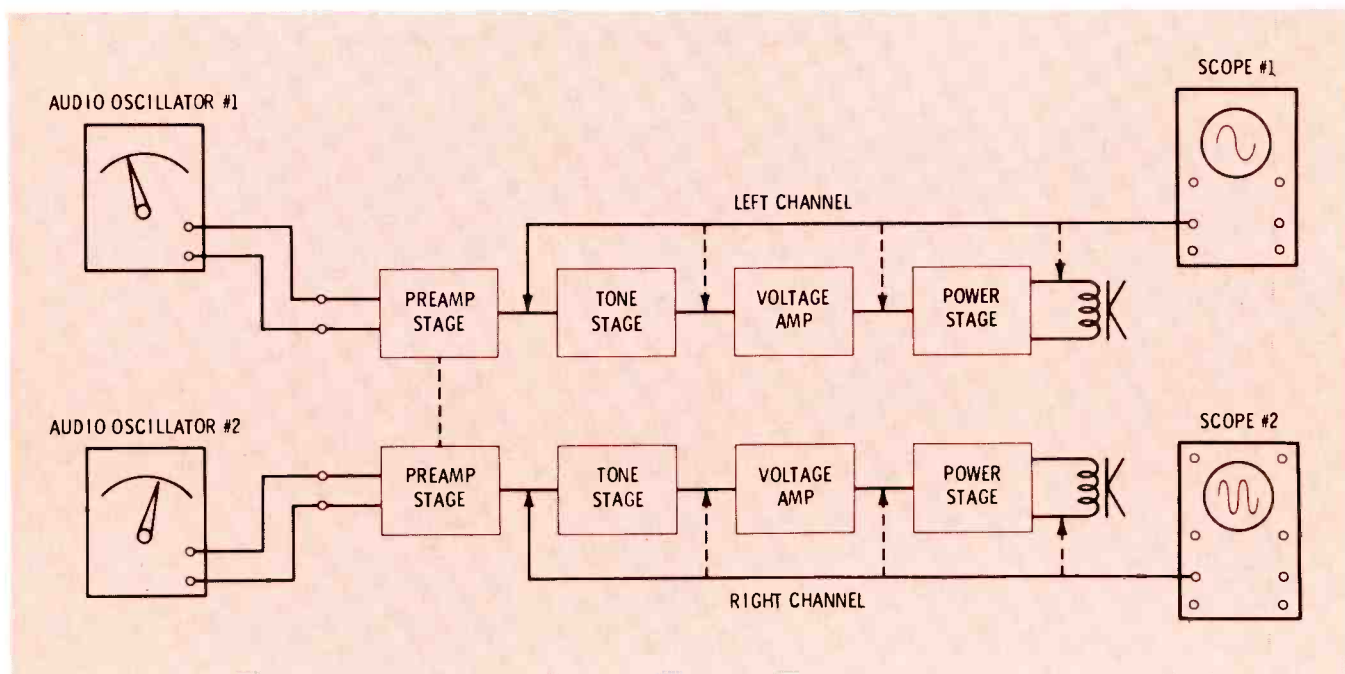 SCOPE #1
AUDIO OSCILLATOR #1
LEFT CHANNEL
PREAMP
STAGE
TONE
STAGE
VOLTAGE
AMP
POWER
STAGE
AUDIO OSCILLATOR #2
SCOPE #2
PREAMP
STAGE
TONE
STAGE
VOLTAGE
AMP
POWER
STAGE
RIGHT CHANNEL